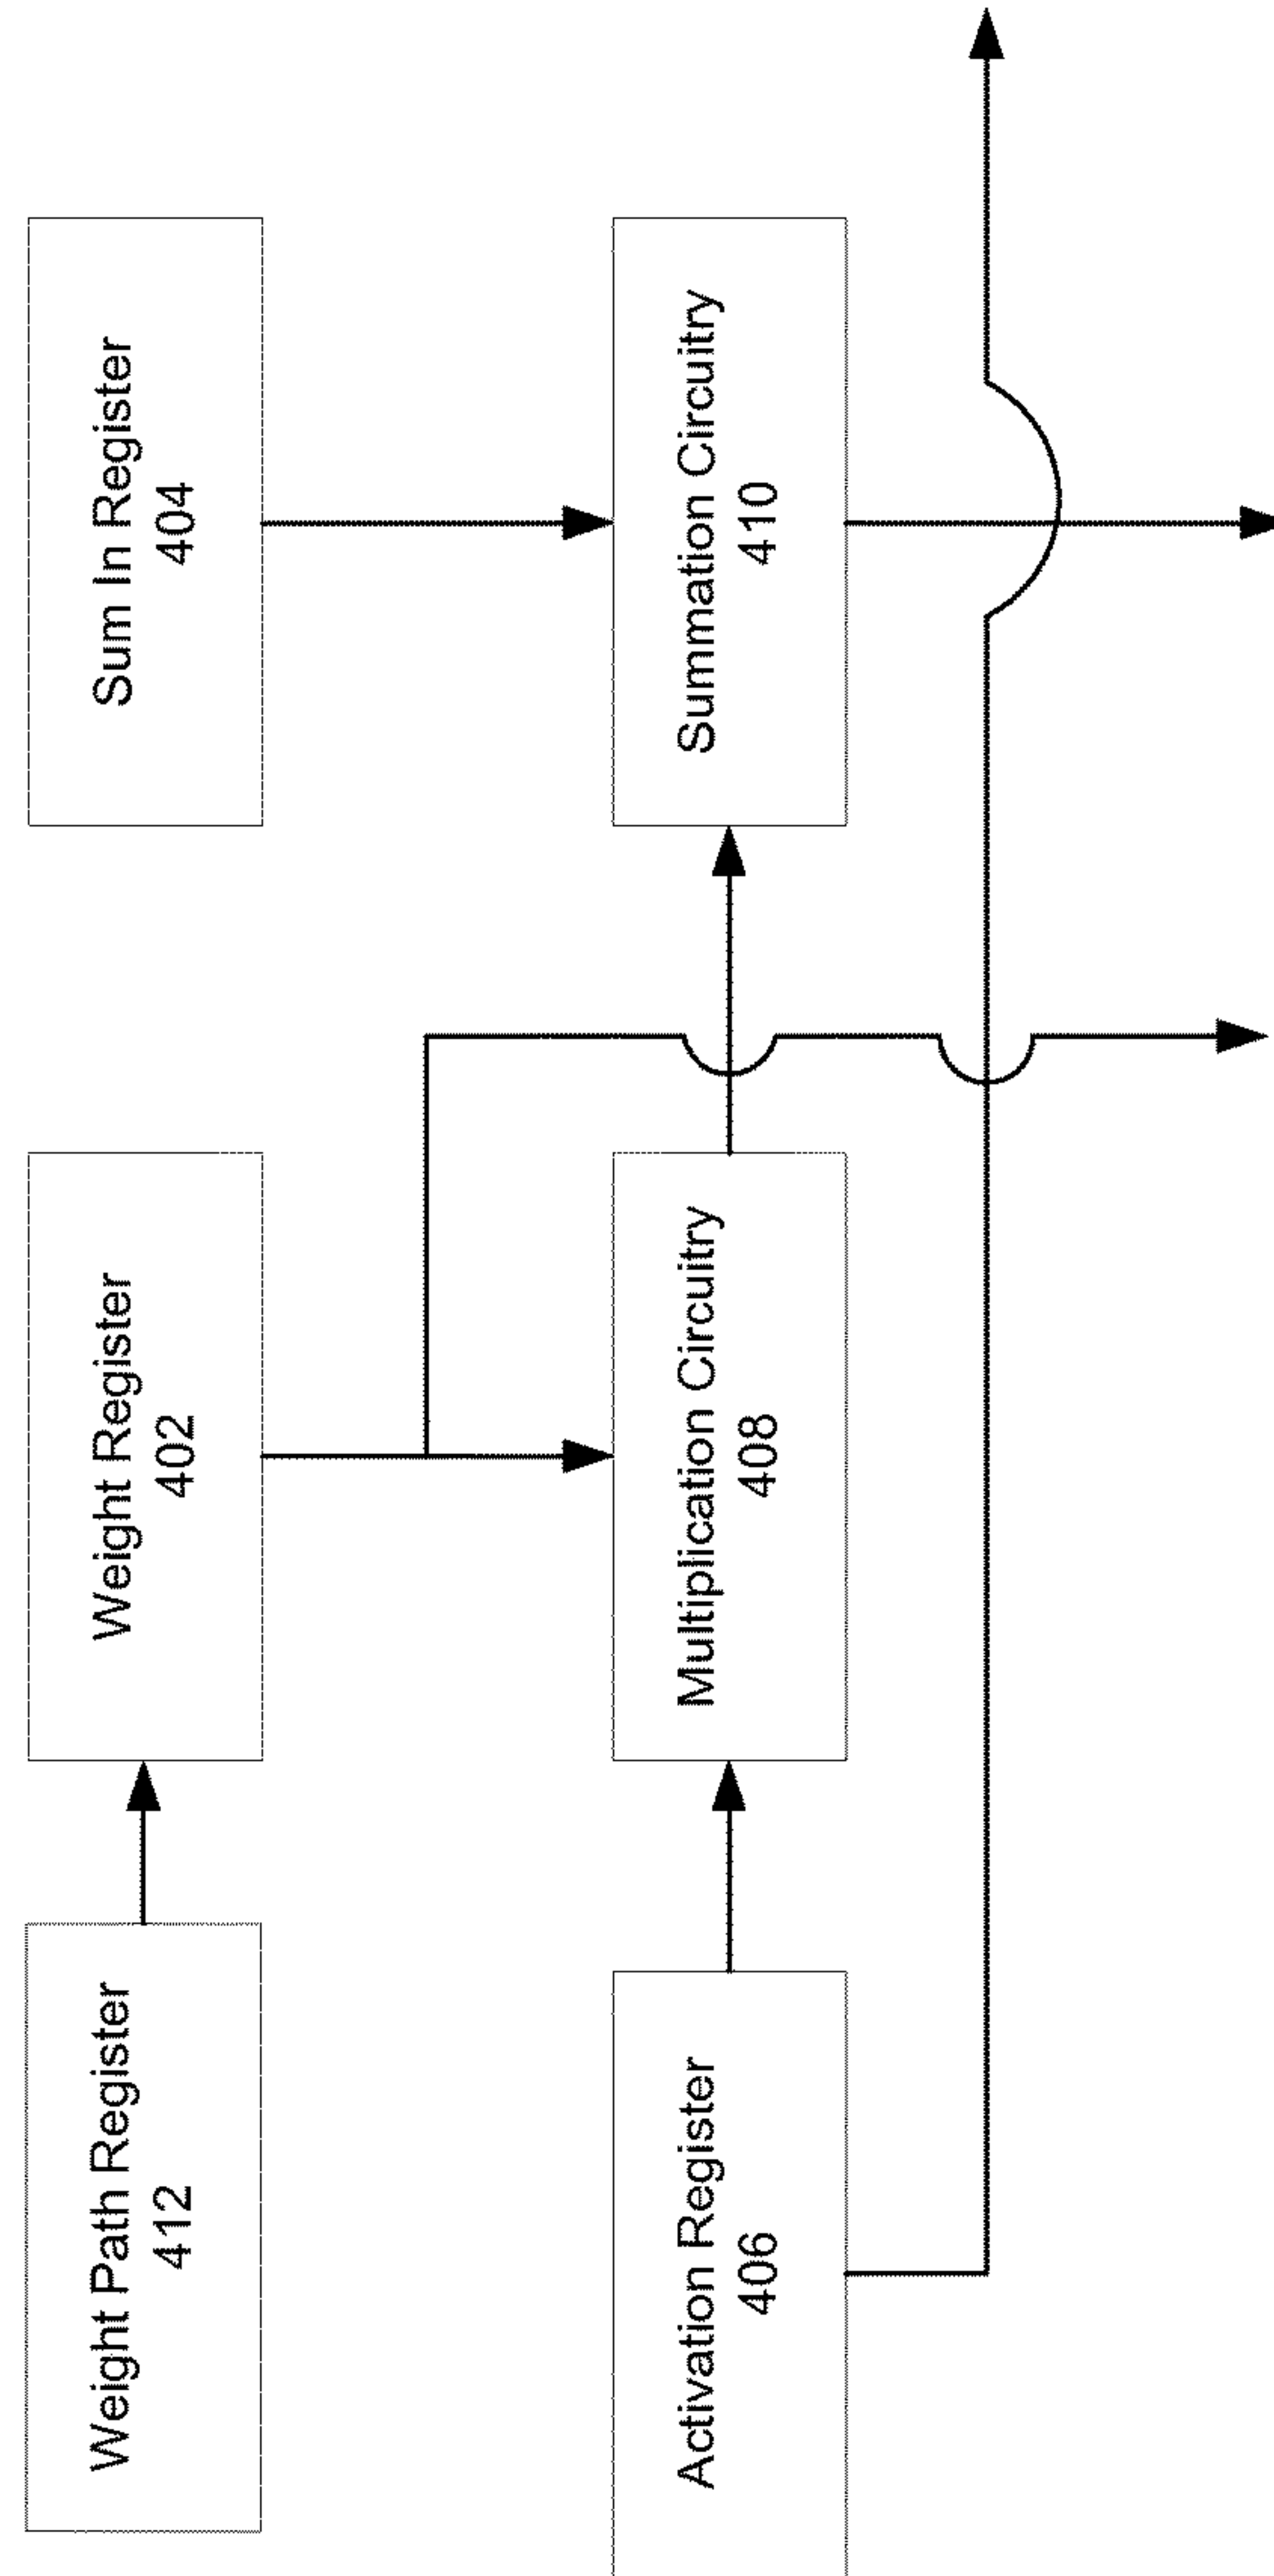 Weight Path Register
412
Weight Register
402
Sum In Register
404
Activation Register
406
Multiplication Circuitry
408
Summation Circuitry
410